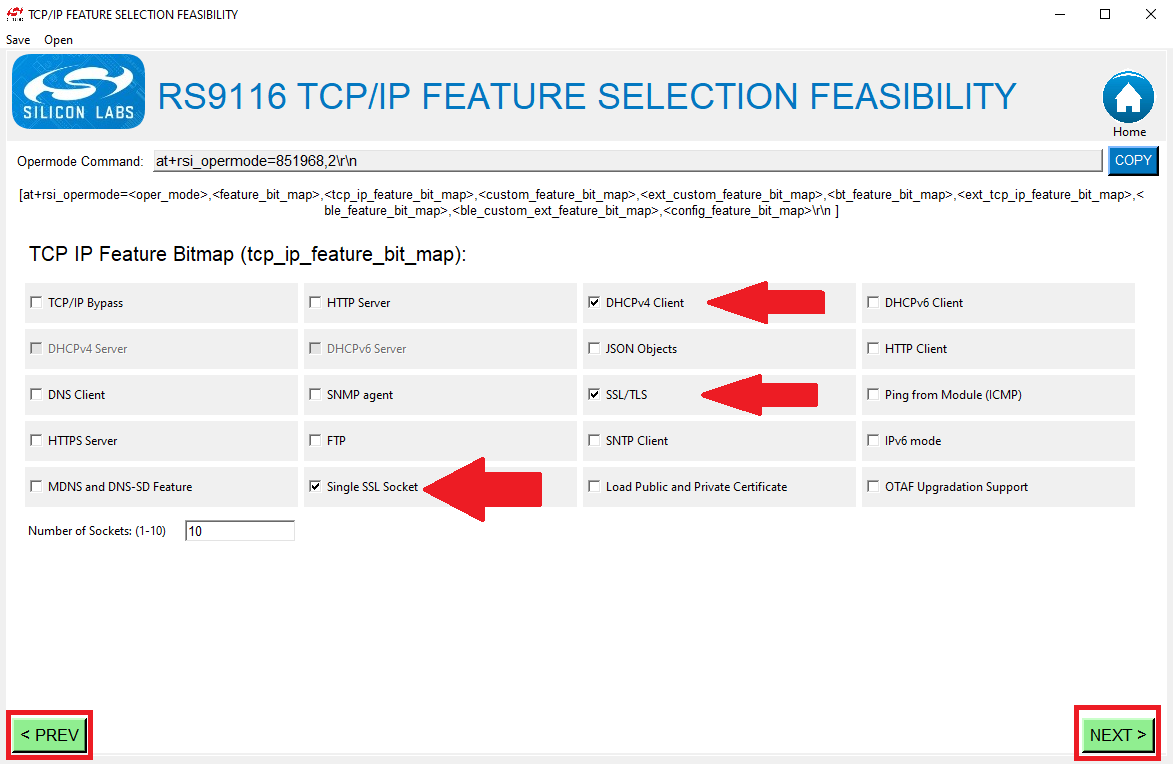 TCP/IP FEATURE SELECTION FEASIBILITY
Save Open
SILICON LABS
RS9116 TCP/IP FEATURE SELECTION FEASIBILITY
Home
Opermode Command: at+rsi_opermode=851968,2\r\n COPY
[at+rsi_opermode=<oper_mode>,<feature_bit_map>,<tcp_ip_feature_bit_map>,<custom_feature_bit_map>,<ext_custom_feature_bit_map>,<bt_feature_bit_map>,<ext_tcp_ip_feature_bit_map>,<
ble_feature_bit_map>,<ble_custom_ext_feature_bit_map>,<config_feature_bit_map>\r\n ]
TCP IP Feature Bitmap (tcp_ip_feature_bit_map):
TCP/IP Bypass HTTP Server DHCPv4 Client DHCPv6 Client
DHCPv4 Server DHCPv6 Server JSON Objects HTTP Client
DNS Client SNMP agent SSL/TLS Ping from Module (ICMP)
HTTPS Server FTP SNTP Client IPv6 mode
MDNS and DNS-SD Feature Single SSL Socket Load Public and Private Certificate OTAF Upgradation Support
Number of Sockets: (1-10) 10
< PREV NEXT >